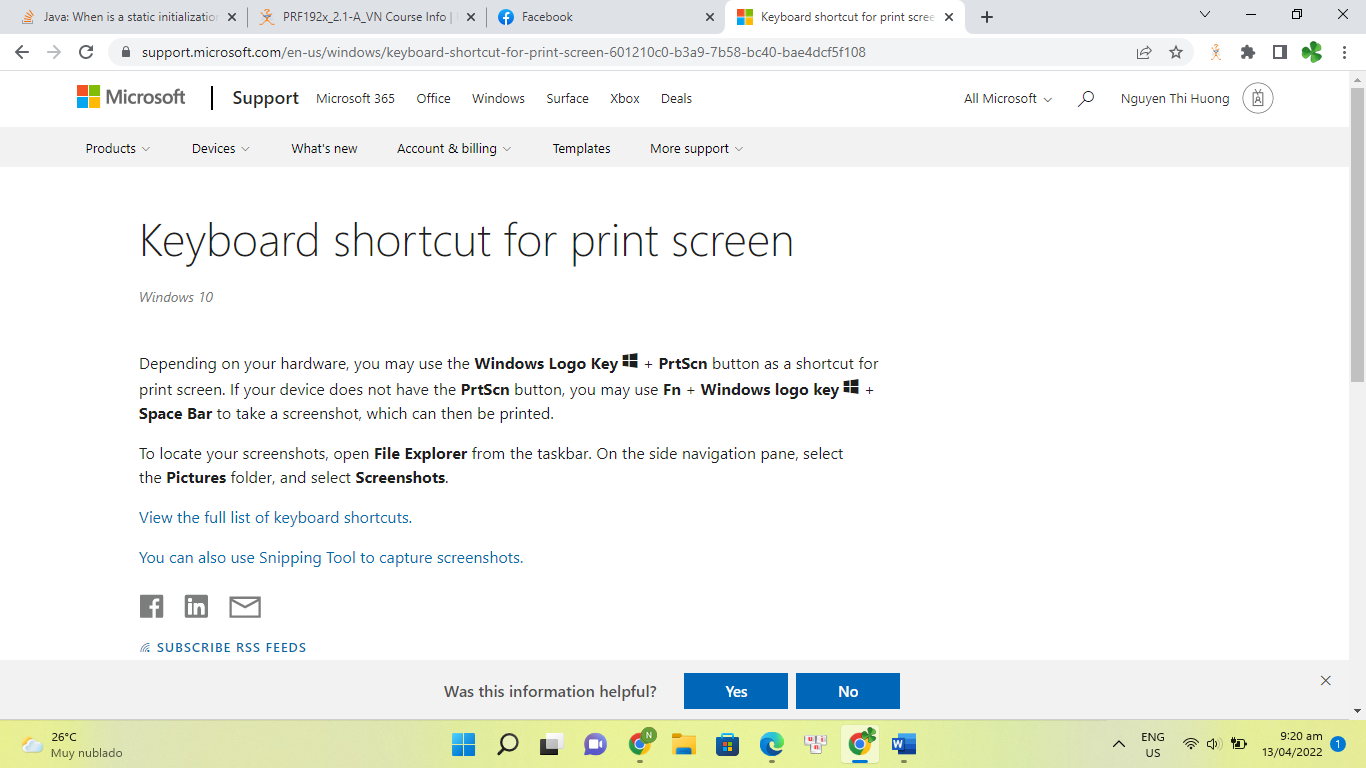 Java: When is a static initialization
PRF192x_2.1-A_VN Course Info |
Facebook
Keyboard shortcut for print scree
support.microsoft.com/en-us/windows/keyboard-shortcut-for-print-screen-601210c0-b3a9-7b58-bc40-bae4dcf5f108
Microsoft Support Microsoft 365 Office Windows Surface Xbox Deals All Microsoft Nguyen Thi Huong
Products Devices What's new Account & billing Templates More support
Keyboard shortcut for print screen
Windows 10
Depending on your hardware, you may use the Windows Logo Key + PrtScn button as a shortcut for
print screen. If your device does not have the PrtScn button, you may use Fn + Windows logo key +
Space Bar to take a screenshot, which can then be printed.
To locate your screenshots, open File Explorer from the taskbar. On the side navigation pane, select
the Pictures folder, and select Screenshots.
View the full list of keyboard shortcuts.
You can also use Snipping Tool to capture screenshots.
SUBSCRIBE RSS FEEDS
Was this information helpful? Yes No
26°C
Muy nublado
N
W
ENG
US
9:20 am
13/04/2022
1